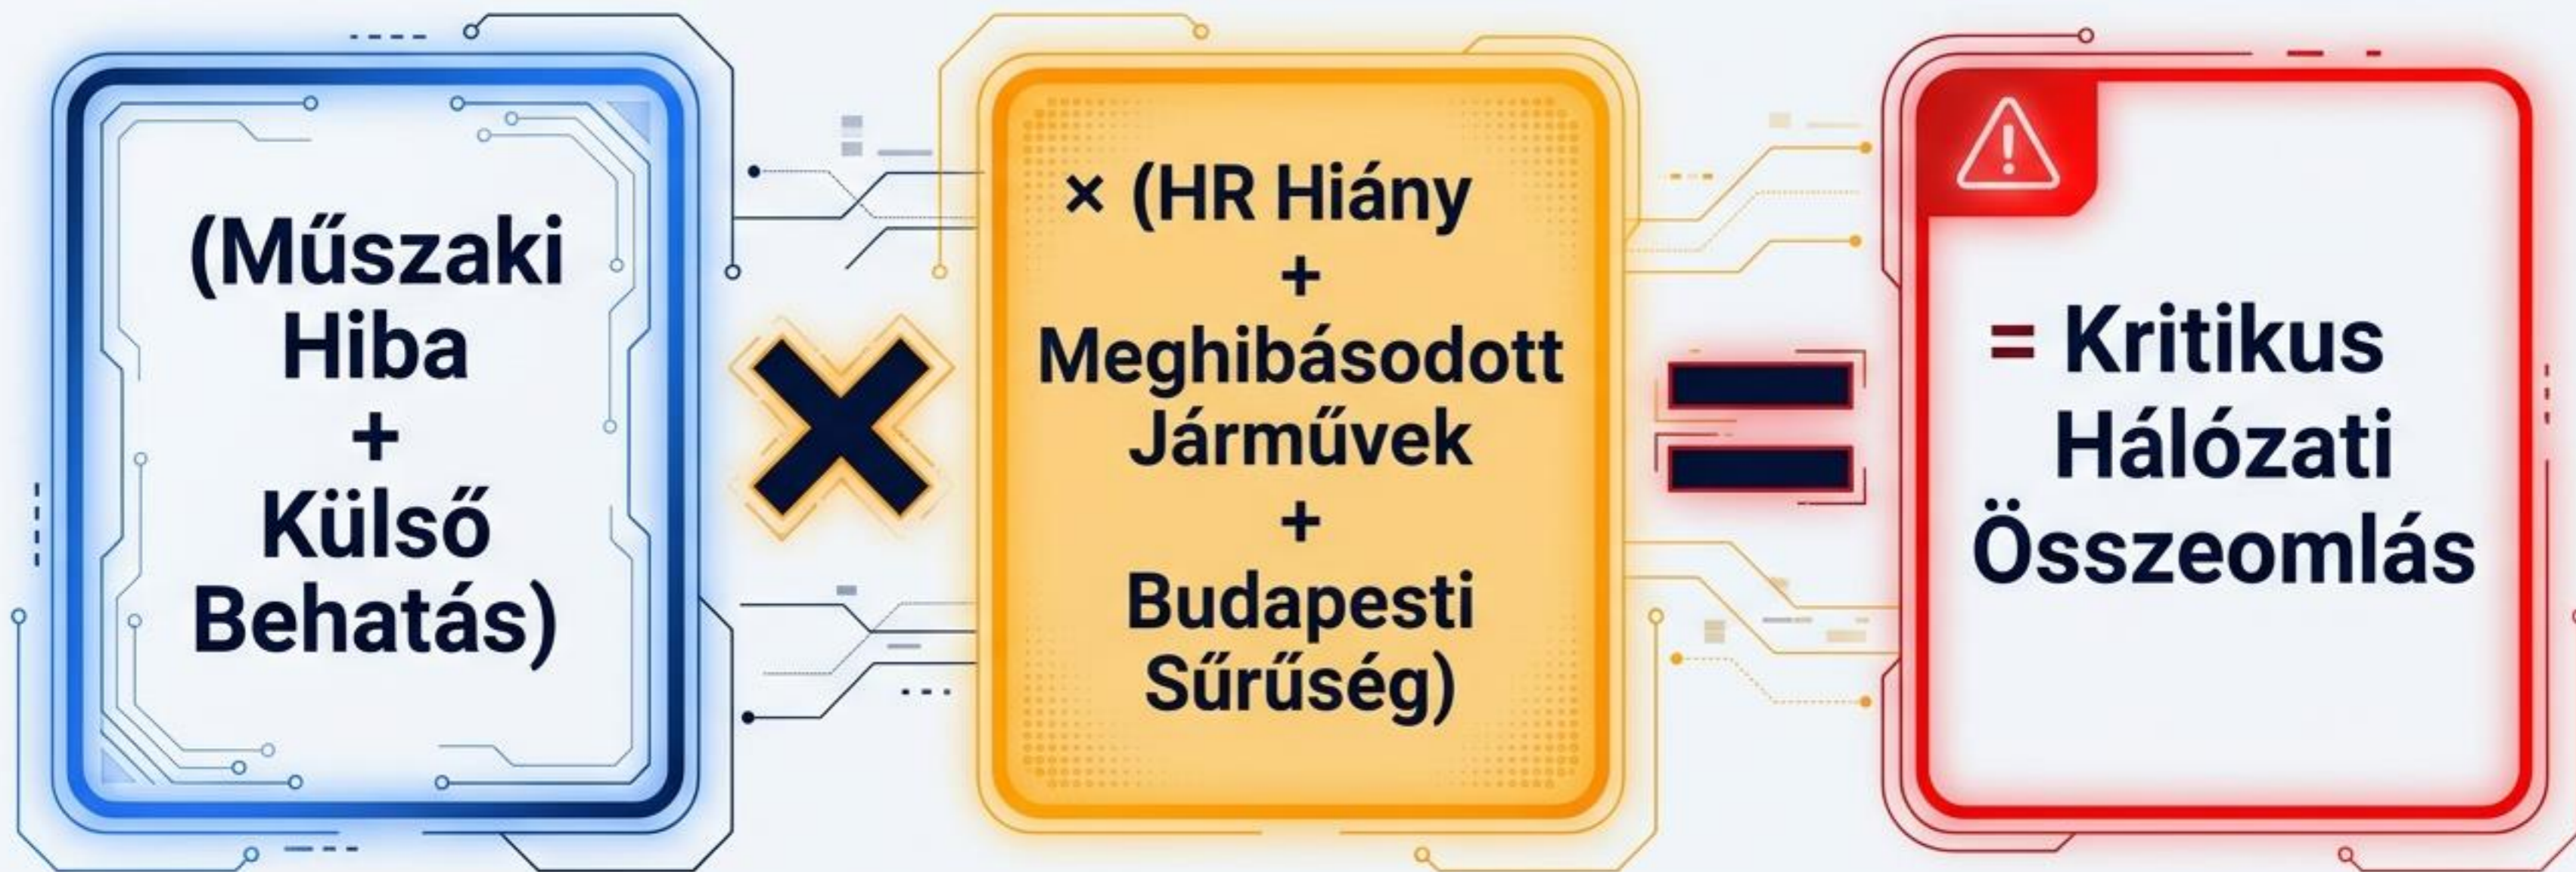 (Műszaki
Hiba
+
Külső
Behatás)
×
× (HR Hiány
+
Meghibásodott
Járművek
+
Budapesti
Sűrűség)
=
= Kritikus
Hálózati
Összeomlás